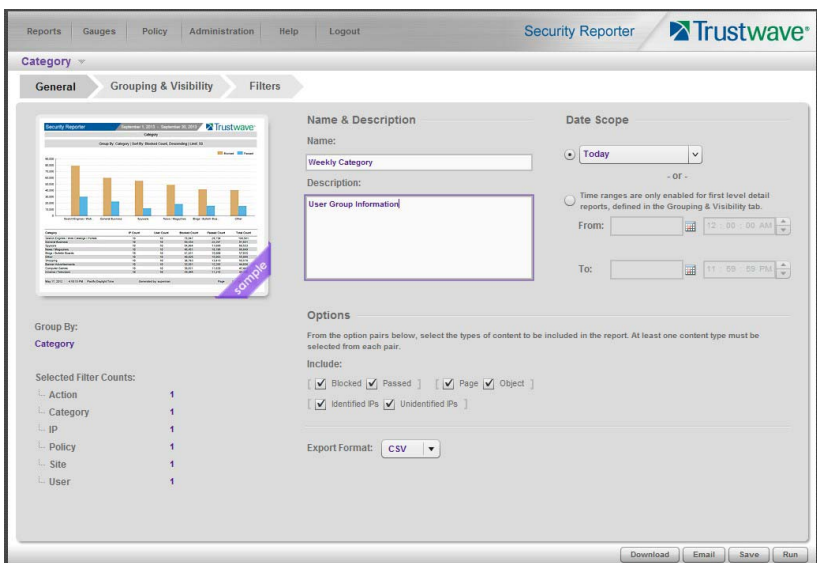 Reports Gauges Policy Administration Help Logout
Security Reporter Trustwave®
Category
General Grouping & Visibility Filters
Security Reporter Trustwave
Category
sample
Group By:
Category
Selected Filter Counts:
Action 1
Category 1
IP 1
Policy 1
Site 1
User 1
Name & Description
Name:
Weekly Category
Description:
User Group Information
Date Scope
Today
- or -
Time ranges are only enabled for first level detail
reports, defined in the Grouping & Visibility tab.
From: 12 : 00 : 00 AM
To: 11 : 59 : 59 PM
Options
From the option pairs below, select the types of content to be included in the report. At least one content type must be
selected from each pair.
Include:
[ Blocked Passed ] [ Page Object ]
[ Identified IPs Unidentified IPs ]
Export Format: CSV
Download Email Save Run